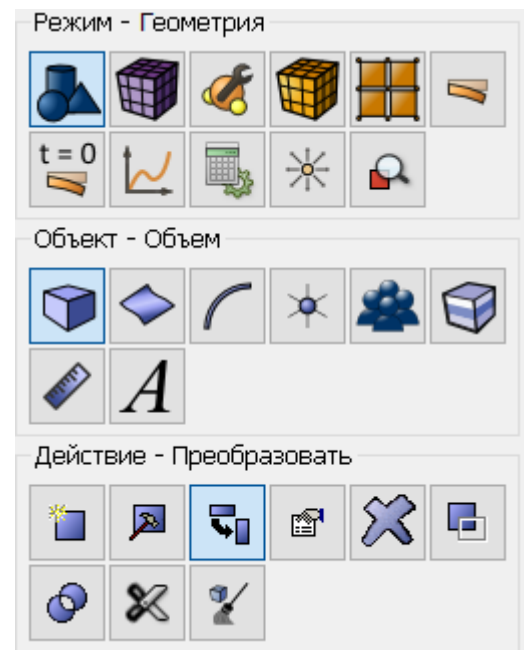 Режим - Геометрия
t = 0
Объект - Объем
A
Действие - Преобразовать